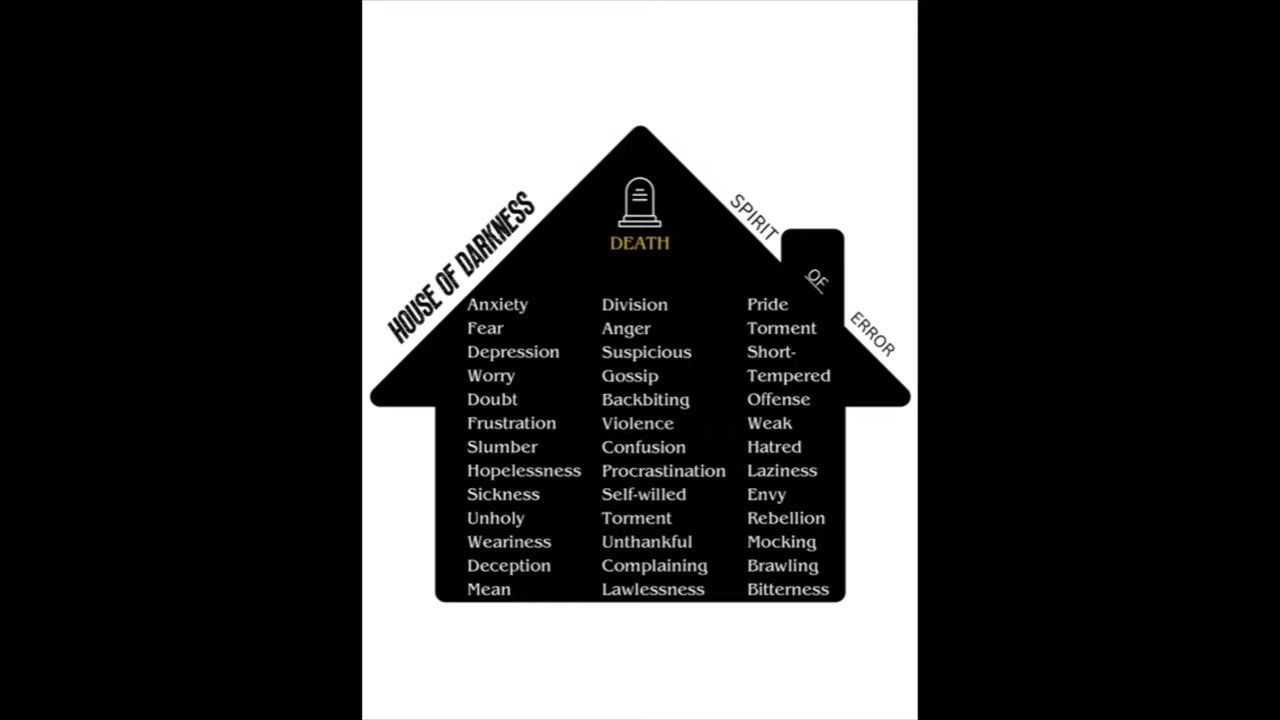 HOUSE OF DARKNESS
SPIRIT
OF
ERROR
DEATH
Anxiety
Fear
Depression
Worry
Doubt
Frustration
Slumber
Hopelessness
Sickness
Unholy
Weariness
Deception
Mean
Division
Anger
Suspicious
Gossip
Backbiting
Violence
Confusion
Procrastination
Self-willed
Torment
Unthankful
Complaining
Lawlessness
Pride
Torment
Short-
Tempered
Offense
Weak
Hatred
Laziness
Envy
Rebellion
Mocking
Brawling
Bitterness